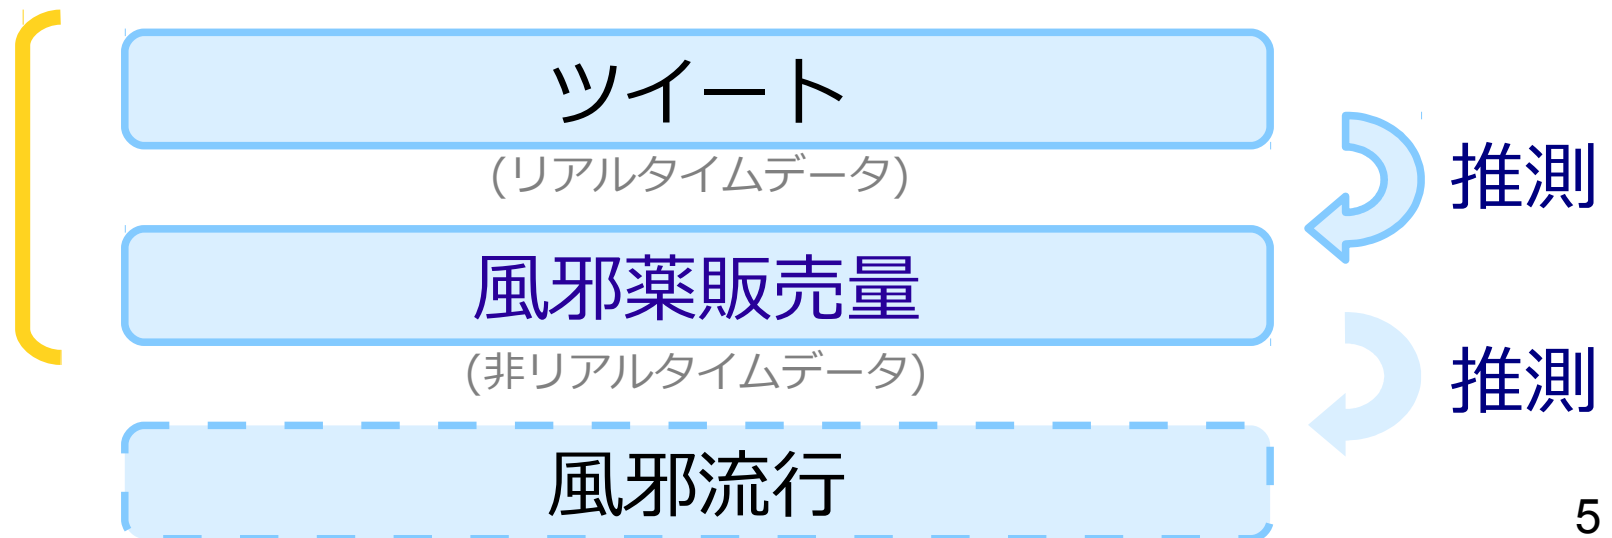 ツイート
(リアルタイムデータ)
推測
風邪薬販売量
(非リアルタイムデータ)
推測
風邪流行
5